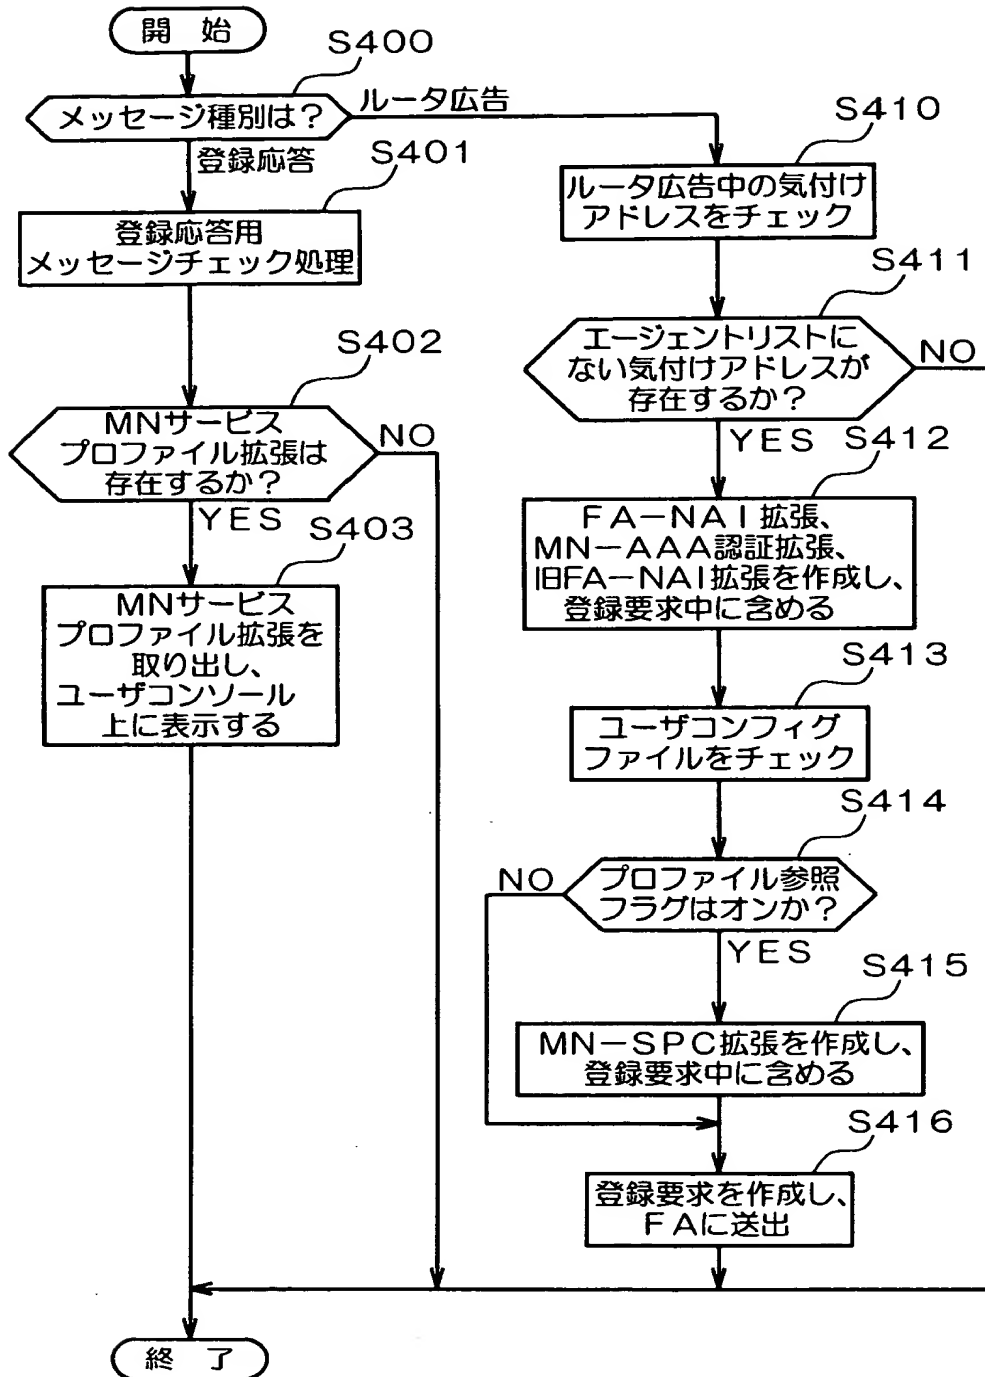 開 始
S400
メッセージ種別は?
ルータ広告
登録応答
S401
登録応答用
メッセージチェック処理
S402
MNサービス
プロファイル拡張は
存在するか?
NO
YES
S403
MNサービス
プロファイル拡張を
取り出し、
ユーザコンソール
上に表示する
S410
ルータ広告中の気付け
アドレスをチェック
S411
エージェントリストに
ない気付けアドレスが
存在するか?
NO
YES
S412
FA-NAI拡張、
MN-AAA認証拡張、
旧FA-NAI拡張を作成し、
登録要求中に含める
S413
ユーザコンフィグ
ファイルをチェック
S414
プロファイル参照
フラグはオンか?
NO
YES
S415
MN-SPC拡張を作成し、
登録要求中に含める
S416
登録要求を作成し、
FAに送出
終 了